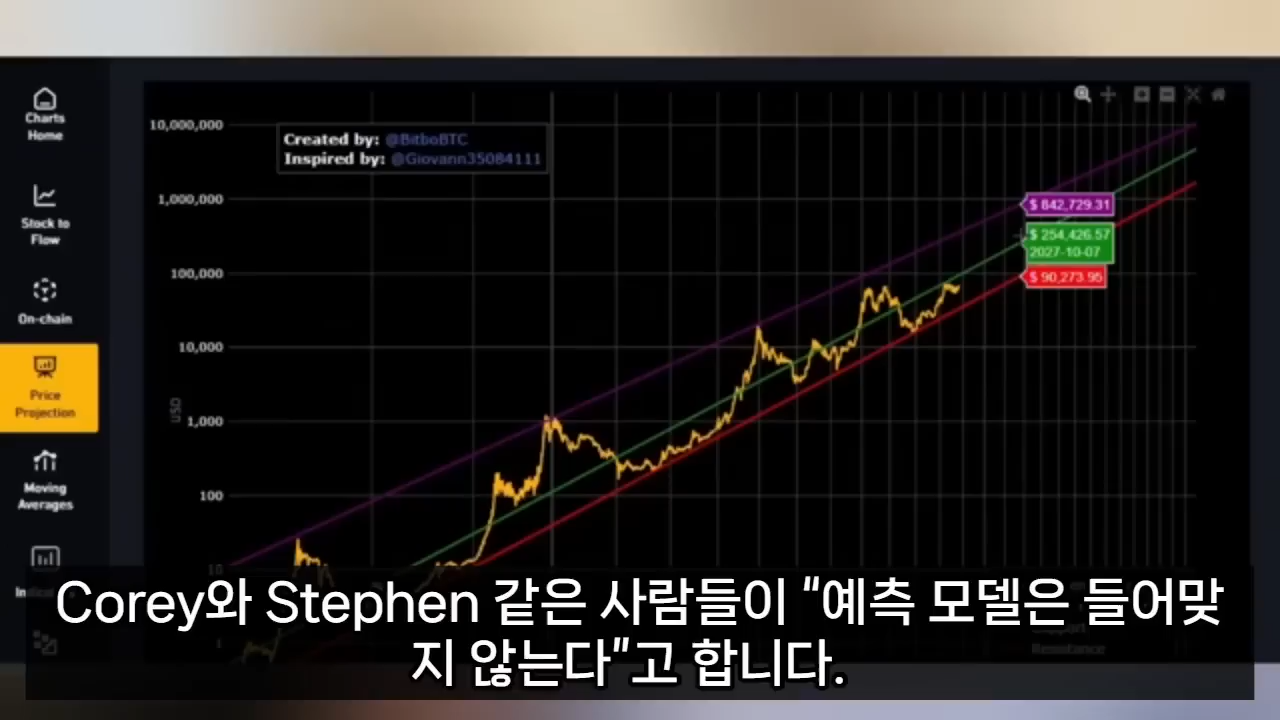 Charts
Home
Stock to
Flow
On-chain
Price
Projection
Moving
Averages
10,000,000
1,000,000
100,000
10,000
1,000
100
10
1
USD
Created by: @BitboBTC
Inspired by: @Giovann35084111
$ 842,729.31
$ 254,426.57
2027-10-07
$ 90,273.95
Resistance
Corey와 Stephen 같은 사람들이 “예측 모델은 들어맞
지 않는다”고 합니다.